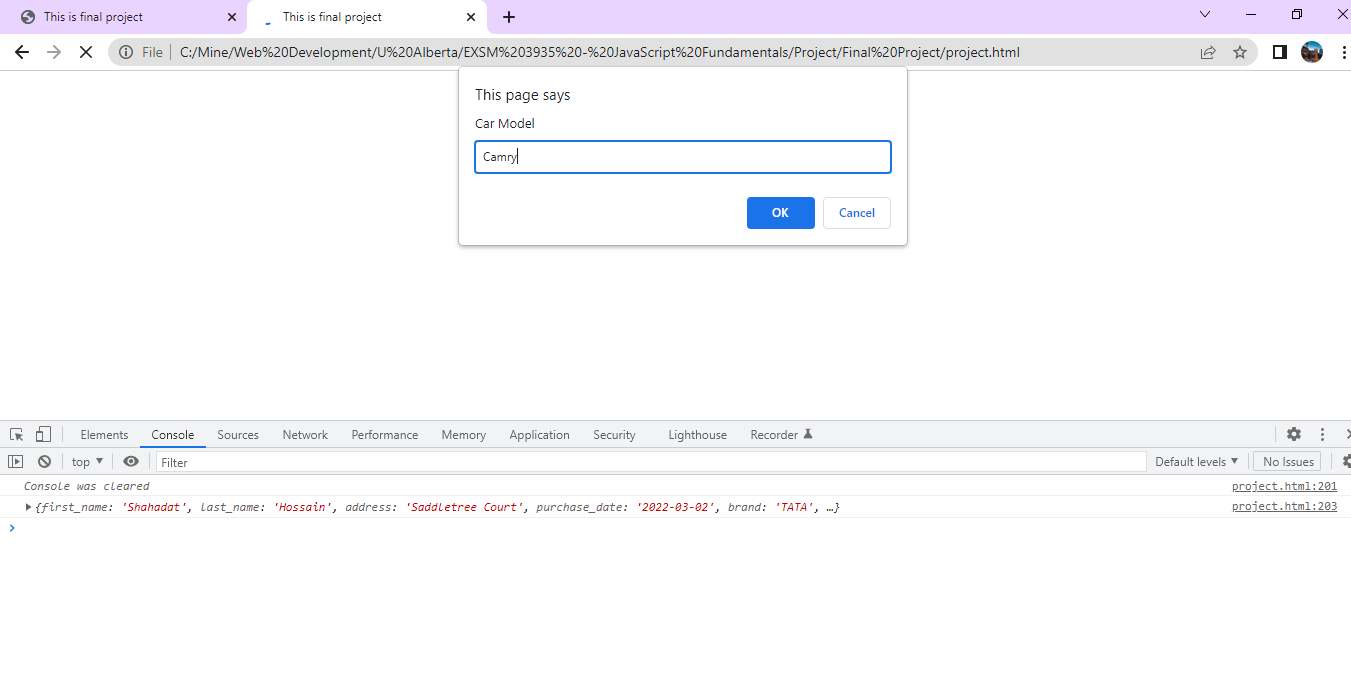 This is final project This is final project
File C:/Mine/Web%20Development/U%20Alberta/EXSM%203935%20-%20JavaScript%20Fundamentals/Project/Final%20Project/project.html
This page says
Car Model
Camry
OK Cancel
Elements Console Sources Network Performance Memory Application Security Lighthouse Recorder
top Filter Default levels No Issues
Console was cleared project.html:201
{first_name: 'Shahadat', last_name: 'Hossain', address: 'Saddletree Court', purchase_date: '2022-03-02', brand: 'TATA', …} project.html:203